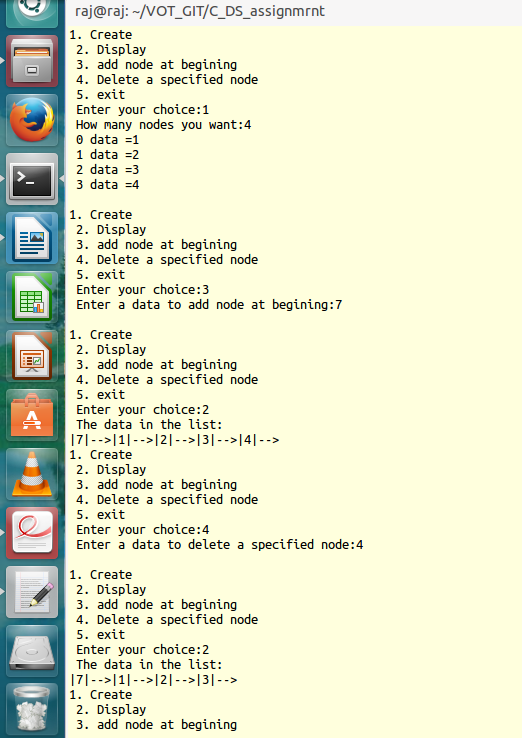 raj@raj: ~/VOT_GIT/C_DS_assignmrnt
1. Create
2. Display
3. add node at begining
4. Delete a specified node
5. exit
Enter your choice:1
How many nodes you want:4
0 data =1
1 data =2
2 data =3
3 data =4
1. Create
2. Display
3. add node at begining
4. Delete a specified node
5. exit
Enter your choice:3
Enter a data to add node at begining:7
1. Create
2. Display
3. add node at begining
4. Delete a specified node
5. exit
Enter your choice:2
The data in the list:
|7|-->|1|-->|2|-->|3|-->|4|-->
1. Create
2. Display
3. add node at begining
4. Delete a specified node
5. exit
Enter your choice:4
Enter a data to delete a specified node:4
1. Create
2. Display
3. add node at begining
4. Delete a specified node
5. exit
Enter your choice:2
The data in the list:
|7|-->|1|-->|2|-->|3|-->
1. Create
2. Display
3. add node at begining